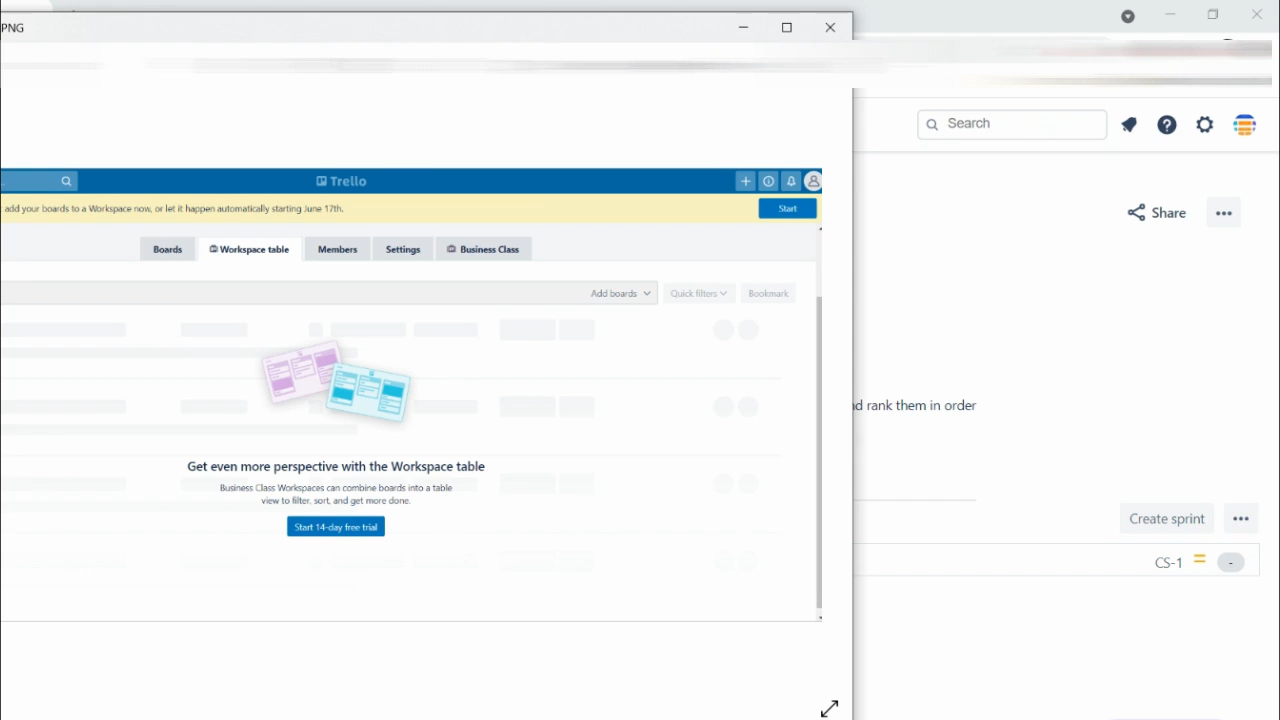 PNG
Search
Trello
add your boards to a Workspace now, or let it happen automatically starting June 17th.
Start
Share
Boards
Workspace table
Members
Settings
Business Class
Add boards
Quick filters
Bookmark
rank them in order
Get even more perspective with the Workspace table
Business Class Workspaces can combine boards into a table
view to filter, sort, and get more done.
Start 14-day free trial
Create sprint
CS-1
-